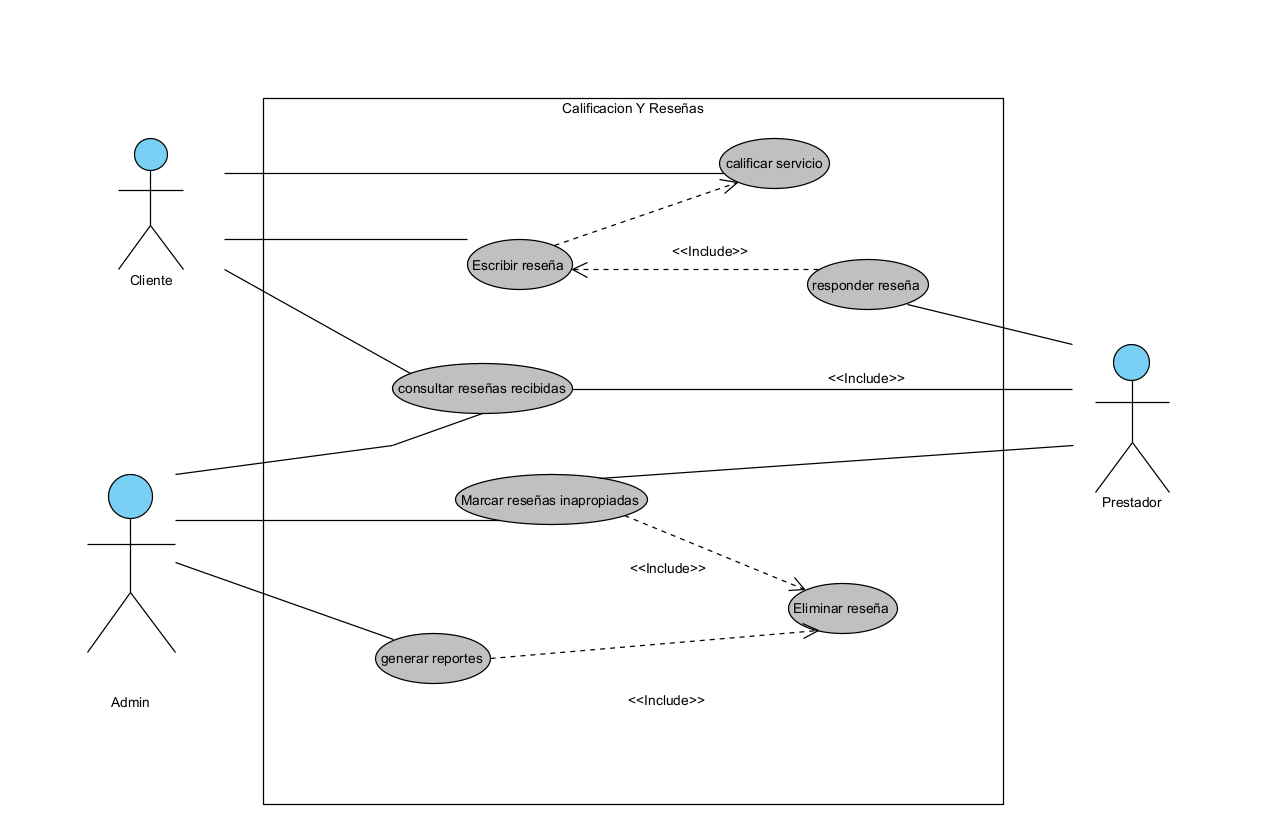 Calificacion Y Reseñas
calificar servicio
Cliente
Escribir reseña
<<Include>>
responder reseña
consultar reseñas recibidas
<<Include>>
Prestador
Marcar reseñas inapropiadas
<<Include>>
Eliminar reseña
generar reportes
Admin
<<Include>>